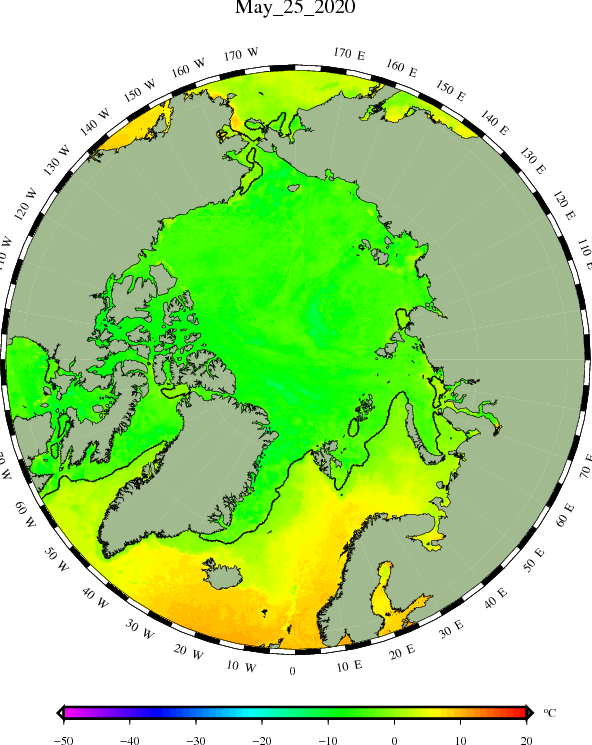 May_25_2020
170 W
170 E
160 W
160 E
150 W
150 E
140 W
140 E
130 W
130 E
120 W
120 E
110 E
70 E
60 W
60 E
50 W
50 E
40 W
40 E
30 W
30 E
20 W
20 E
10 W
10 E
0
°C
−50 −40 −30 −20 −10 0 10 20